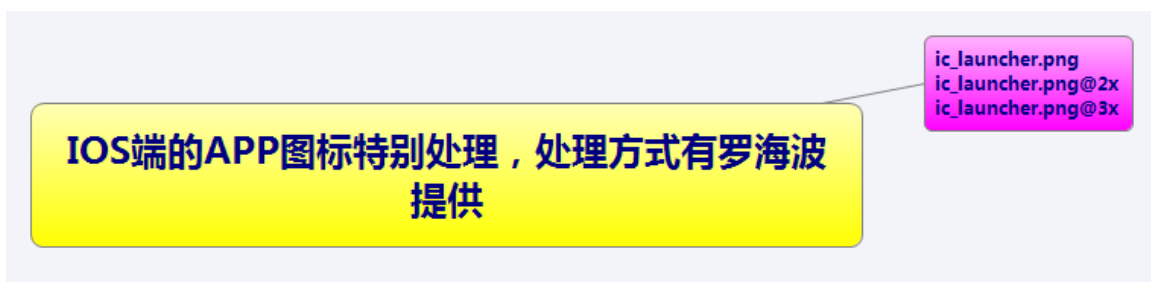 ic_launcher.png
ic_launcher.png@2x
ic_launcher.png@3x
IOS端的APP图标特别处理，处理方式有罗海波
提供